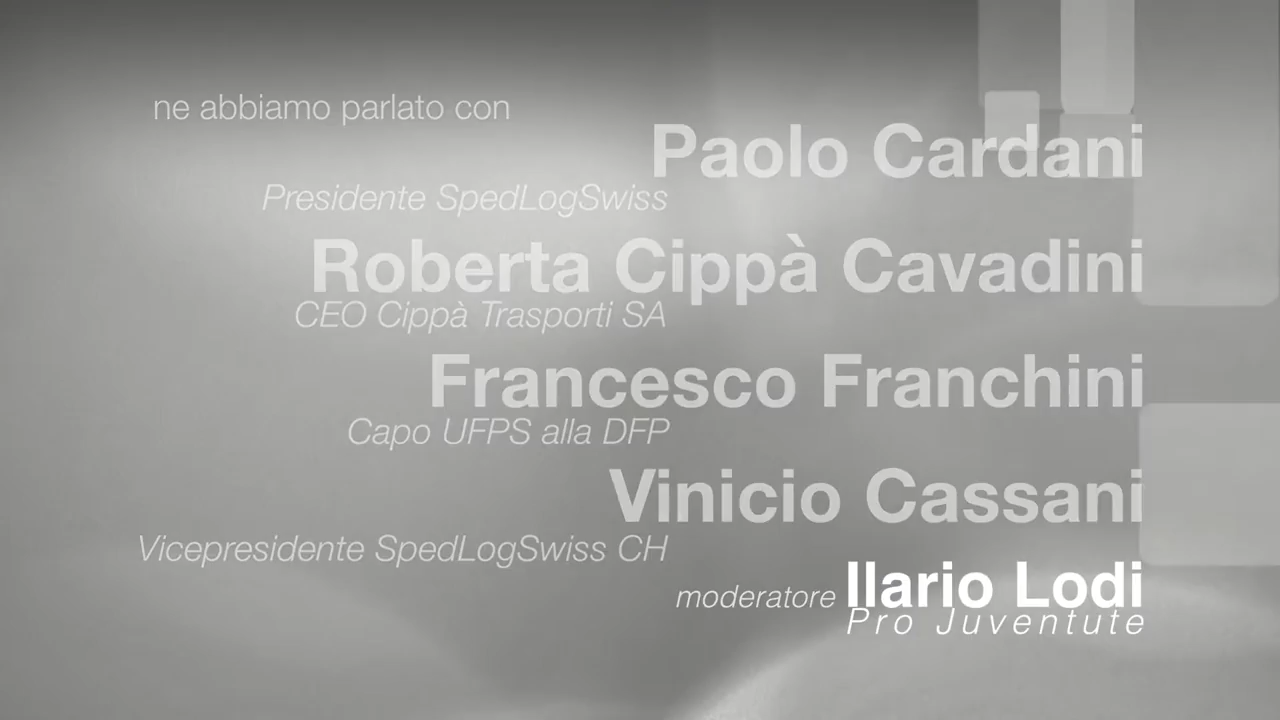 ne abbiamo parlato con
Paolo Cardani
Presidente SpedLogSwiss
Roberta Cippà Cavadini
CEO Cippà Trasporti SA
Francesco Franchini
Capo UFPS alla DFP
Vinicio Cassani
Vicepresidente SpedLogSwiss CH
moderatore Ilario Lodi
Pro Juventute